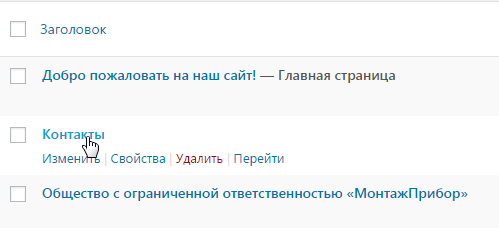 Заголовок
Добро пожаловать на наш сайт! — Главная страница
Контакты
Изменить | Свойства | Удалить | Перейти
Общество с ограниченной ответственностью «МонтажПрибор»